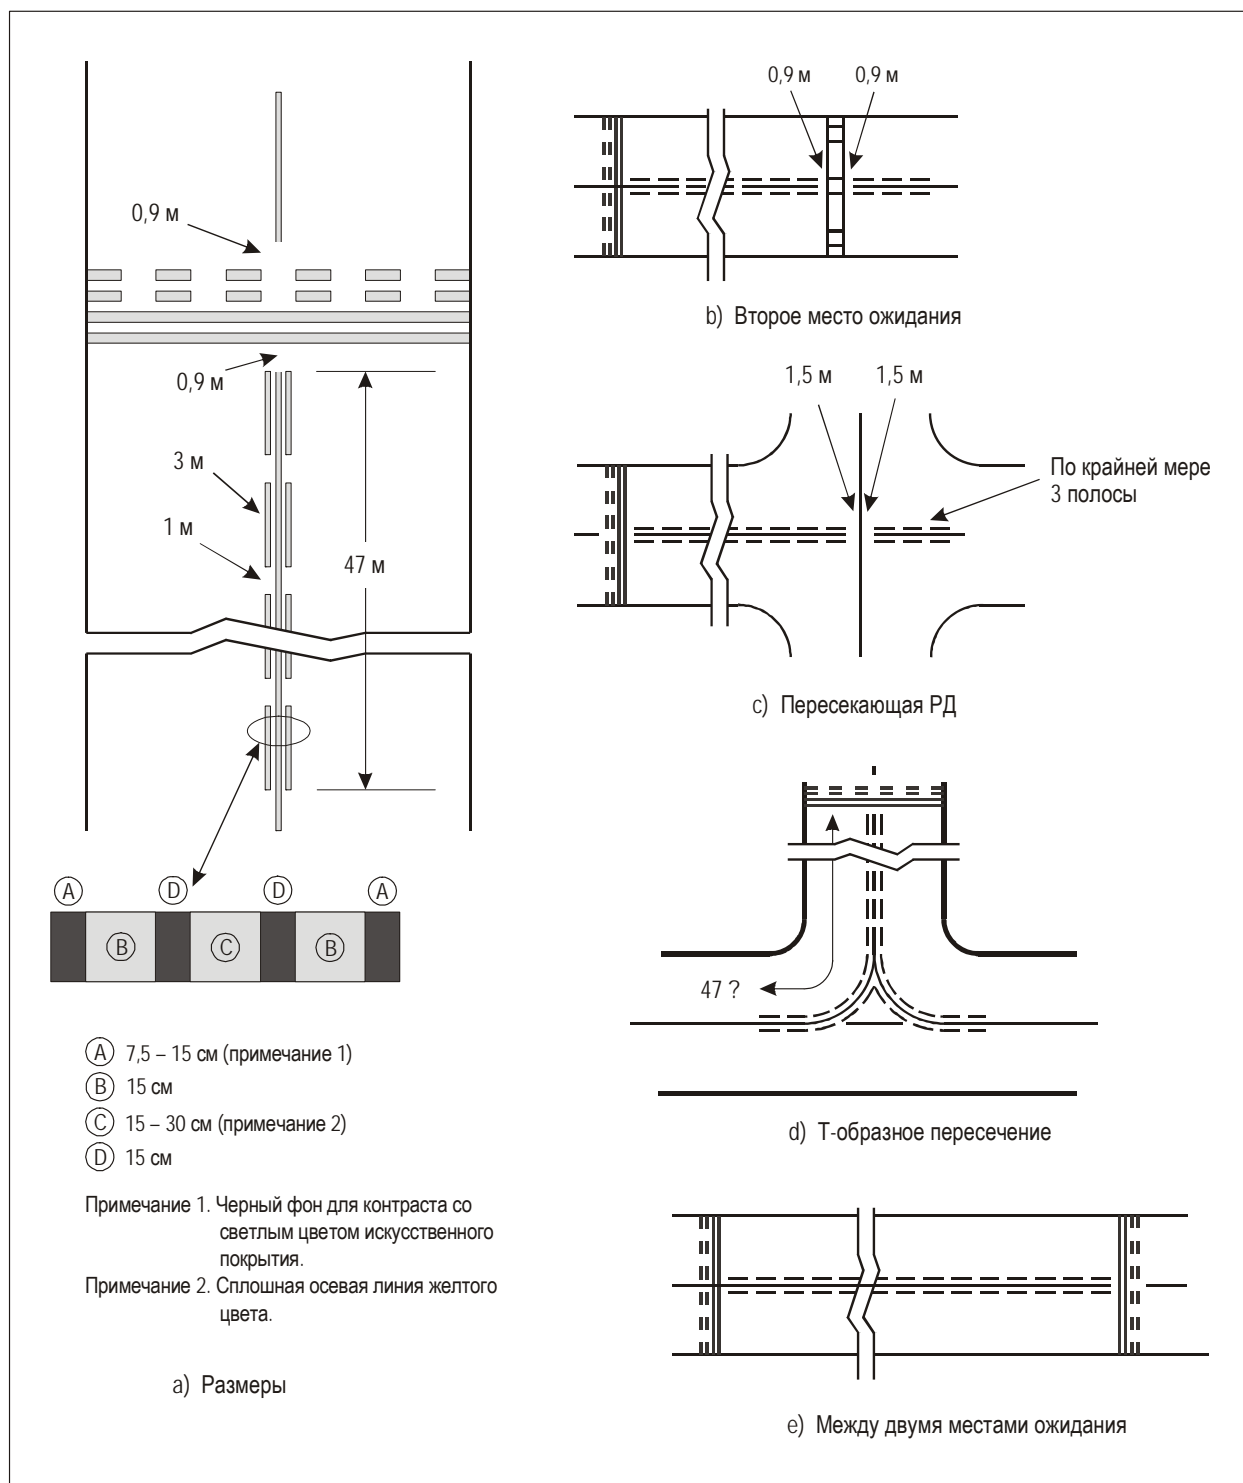 0,9 м
0,9 м
3 м
1 м
47 м
A
D
D
A
B
C
B
A 7,5 – 15 см (примечание 1)
B 15 см
C 15 – 30 см (примечание 2)
D 15 см
Примечание 1. Черный фон для контраста со
светлым цветом искусственного
покрытия.
Примечание 2. Сплошная осевая линия желтого
цвета.
a) Размеры
0,9 м 0,9 м
b) Второе место ожидания
1,5 м 1,5 м
По крайней мере
3 полосы
c) Пересекающая РД
47 ?
d) Т-образное пересечение
e) Между двумя местами ожидания